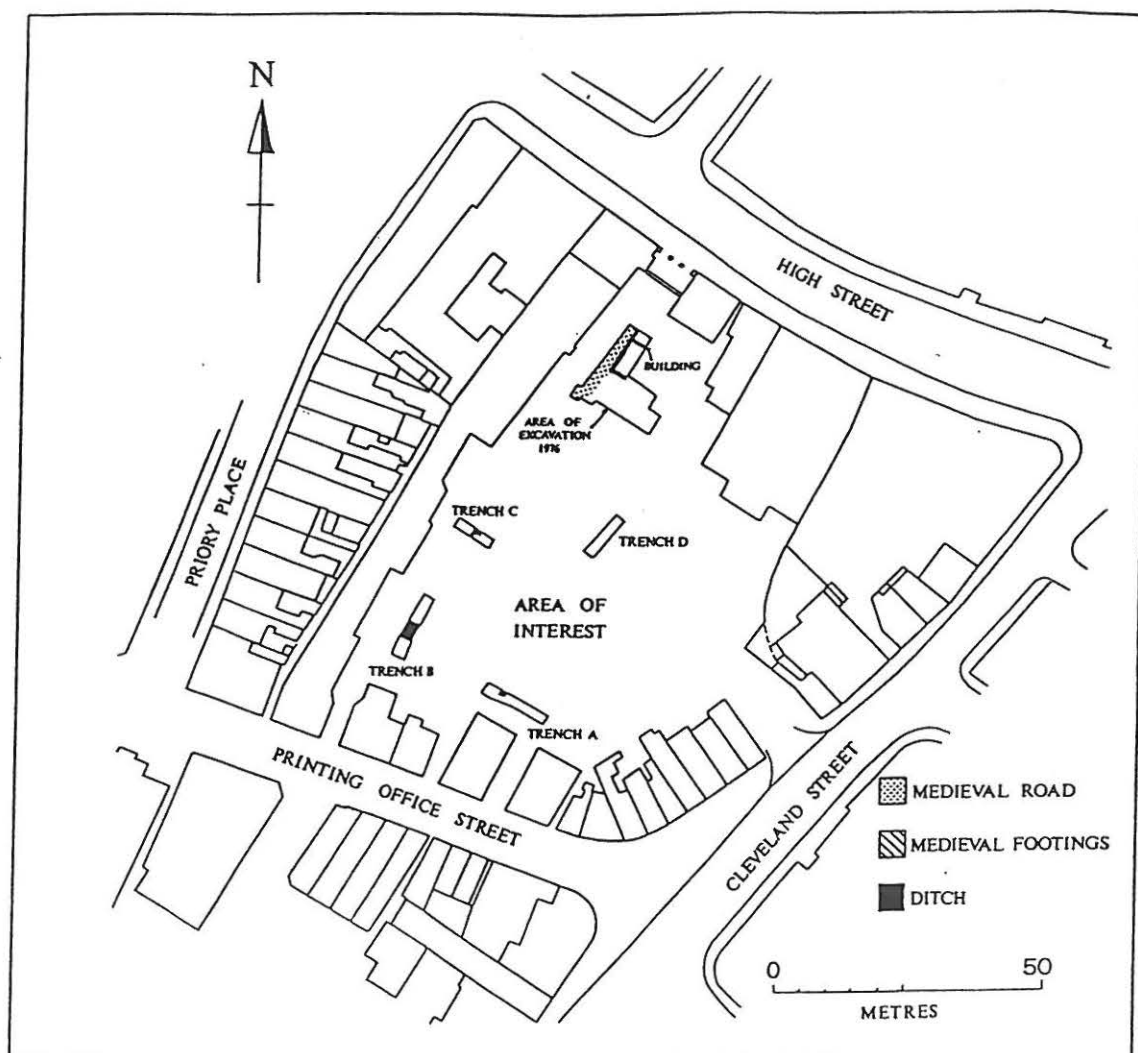 N
HIGH STREET
BUILDING
AREA OF
EXCAVATION
1976
PRIORY PLACE
TRENCH C
TRENCH D
AREA OF
INTEREST
TRENCH B
TRENCH A
PRINTING OFFICE STREET
CLEVELAND STREET
MEDIEVAL ROAD
MEDIEVAL FOOTINGS
DITCH
0 50
METRES